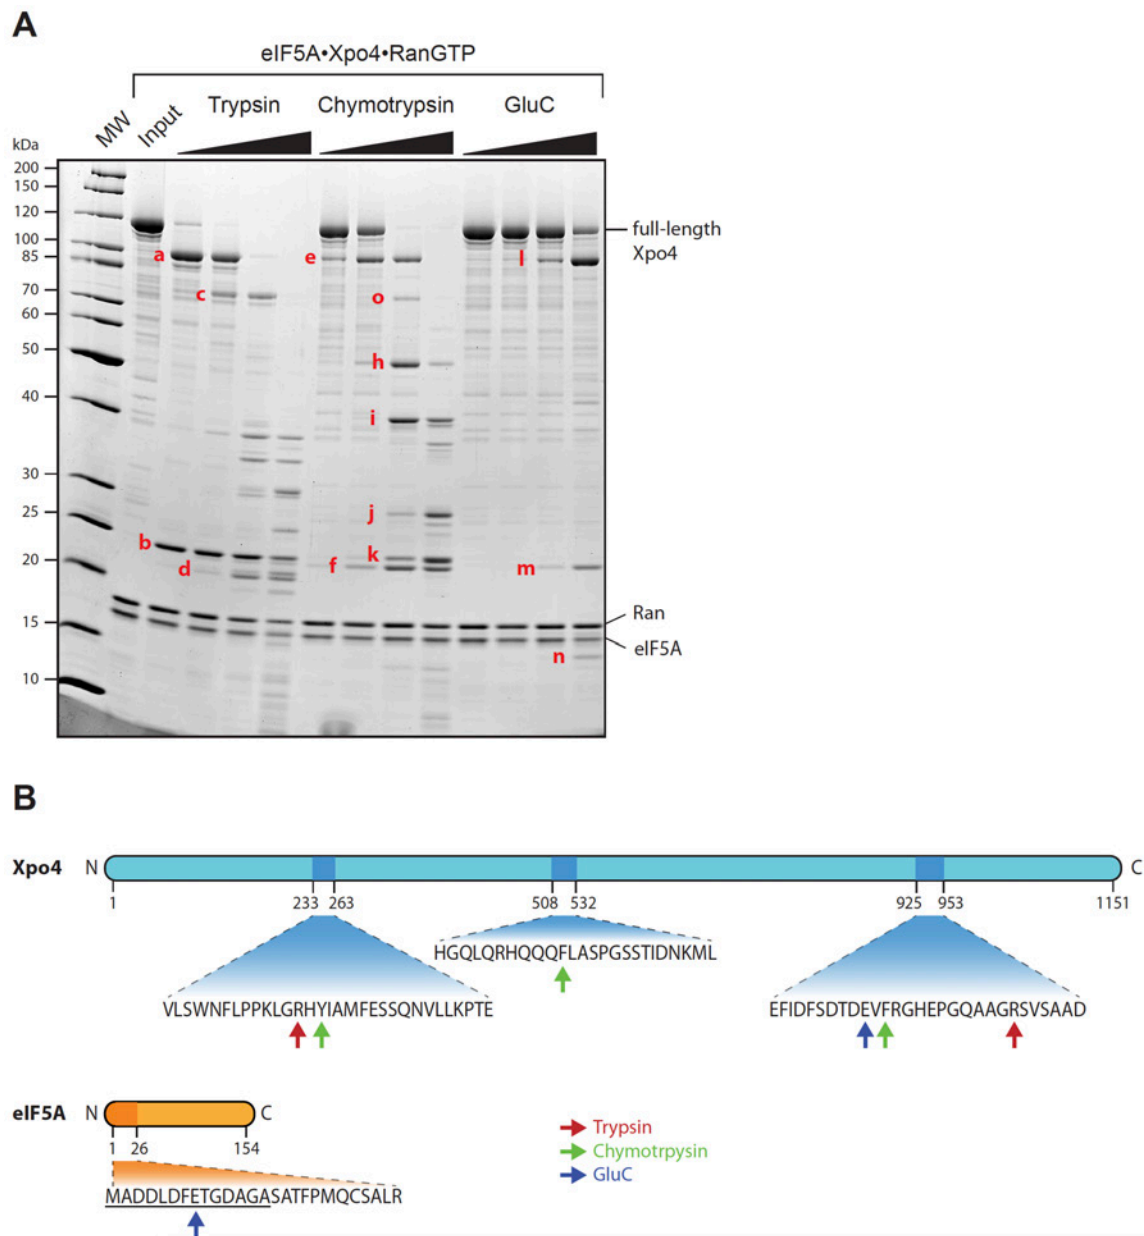 A
eIF5A•Xpo4•RanGTP
MW Input Trypsin Chymotrypsin GluC
kDa
200
150
120
100
85
70
60
50
40
30
25
20
15
10
a
b
c
d
e
f
o
h
i
j
k
l
m
n
full-length
Xpo4
Ran
eIF5A
B
Xpo4 N C
1 233 263 508 532 925 953 1151
HGQLQRHQQQFLASPGSSTIDNKML
VLSWNFLPPKLGRHYIAMFESSQNVLLKPTE EFIDFSDTDEVFRGHEPGQAAGRSVSAAD
eIF5A N C
1 26 154
MADDLDFETGDAGASATFPMQCSALR
Trypsin
Chymotrpysin
GluC